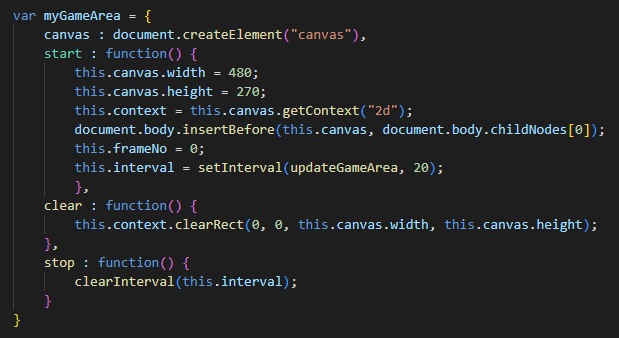 var myGameArea = {
    canvas : document.createElement("canvas"),
    start : function() {
        this.canvas.width = 480;
        this.canvas.height = 270;
        this.context = this.canvas.getContext("2d");
        document.body.insertBefore(this.canvas, document.body.childNodes[0]);
        this.frameNo = 0;
        this.interval = setInterval(updateGameArea, 20);
        },
    clear : function() {
        this.context.clearRect(0, 0, this.canvas.width, this.canvas.height);
    },
    stop : function() {
        clearInterval(this.interval);
    }
}